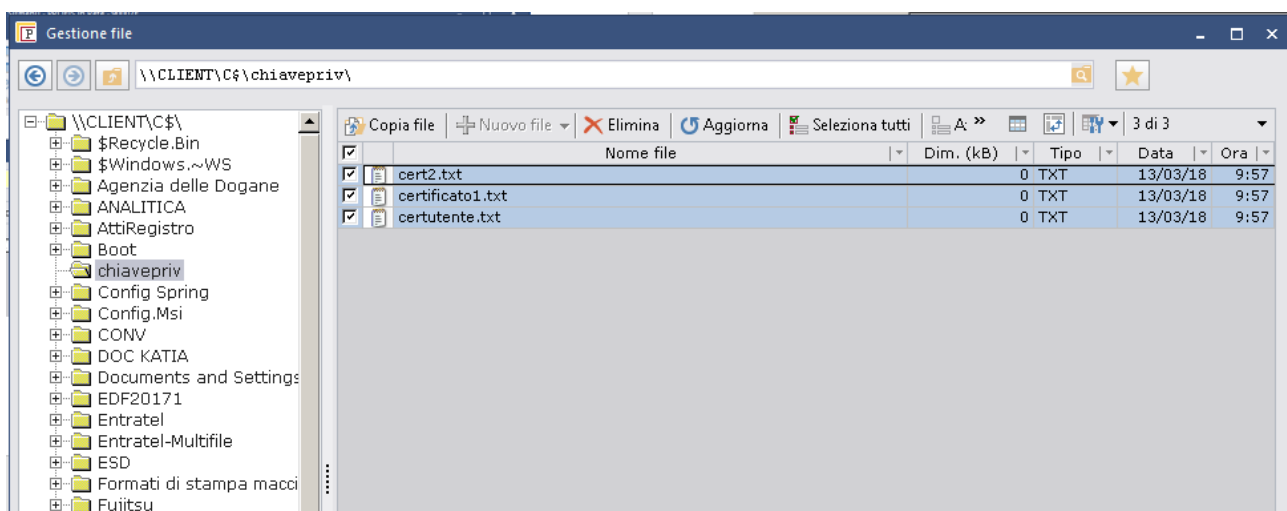 Gestione file
\\CLIENT\C$\chiavepriv\
\\CLIENT\C$\
$Recycle.Bin
$Windows.~WS
Agenzia delle Dogane
ANALITICA
AttiRegistro
Boot
chiavepriv
Config Spring
Config.Msi
CONV
DOC KATIA
Documents and Settings
EDF20171
Entratel
Entratel-Multifile
ESD
Formati di stampa macci
Fujitsu
Copia file Nuovo file Elimina Aggiorna Seleziona tutti A: » 3 di 3
Nome file Dim. (kB) Tipo Data Ora
cert2.txt 0 TXT 13/03/18 9:57
certificato1.txt 0 TXT 13/03/18 9:57
certutente.txt 0 TXT 13/03/18 9:57